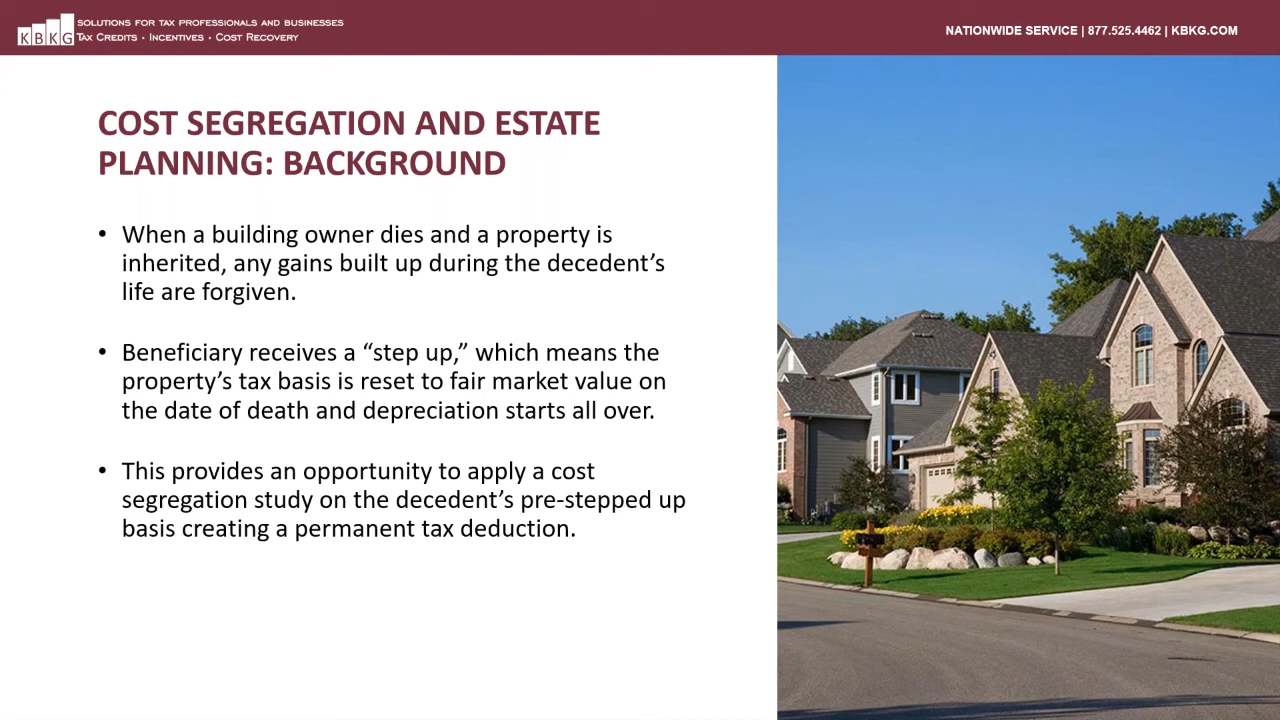 KBKG
SOLUTIONS FOR TAX PROFESSIONALS AND BUSINESSES
TAX CREDITS • INCENTIVES • COST RECOVERY
NATIONWIDE SERVICE | 877.525.4462 | KBKG.COM
COST SEGREGATION AND ESTATE
PLANNING: BACKGROUND
• When a building owner dies and a property is
inherited, any gains built up during the decedent’s
life are forgiven.
• Beneficiary receives a “step up,” which means the
property’s tax basis is reset to fair market value on
the date of death and depreciation starts all over.
• This provides an opportunity to apply a cost
segregation study on the decedent’s pre-stepped up
basis creating a permanent tax deduction.